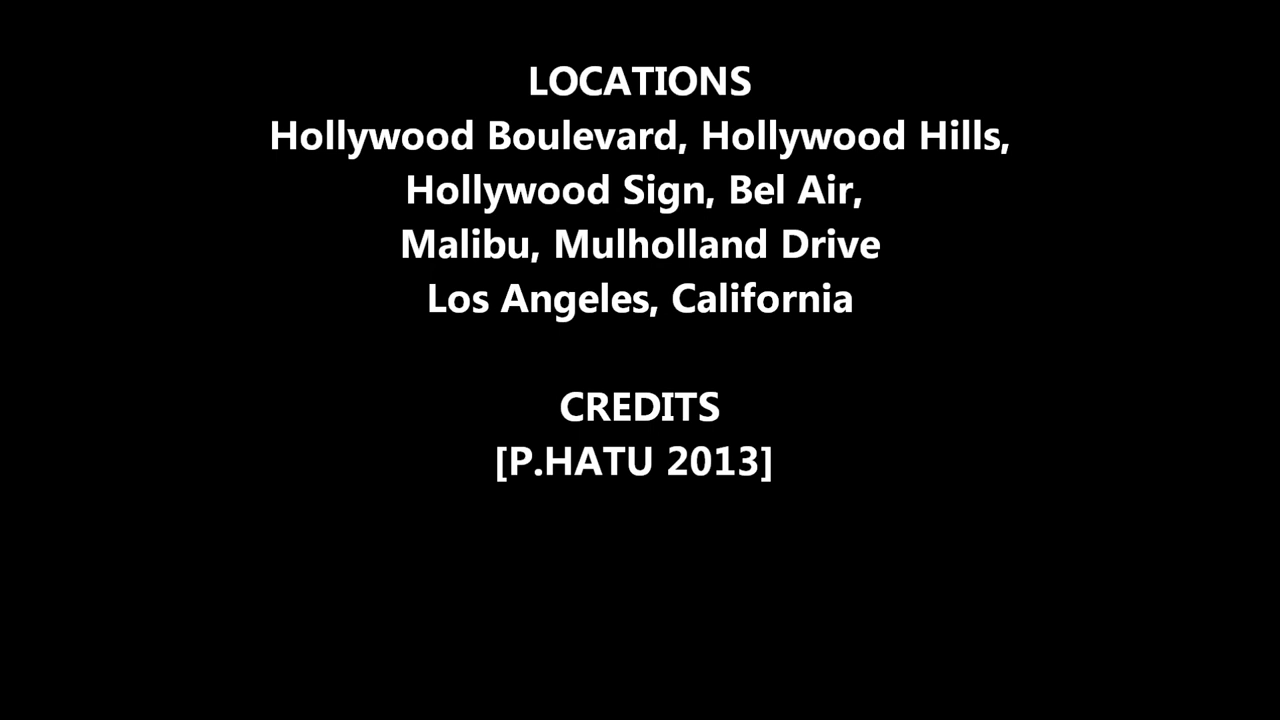 LOCATIONS
Hollywood Boulevard, Hollywood Hills,
Hollywood Sign, Bel Air,
Malibu, Mulholland Drive
Los Angeles, California
CREDITS
[P.HATU 2013]